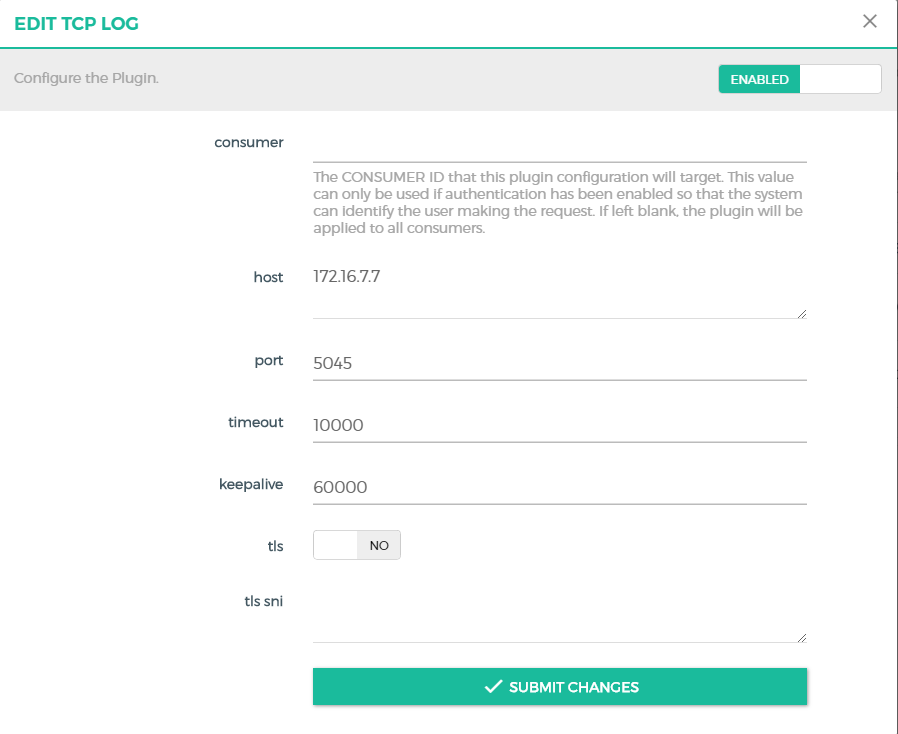 EDIT TCP LOG
Configure the Plugin.
ENABLED
consumer
The CONSUMER ID that this plugin configuration will target. This value
can only be used if authentication has been enabled so that the system
can identify the user making the request. If left blank, the plugin will be
applied to all consumers.
host
172.16.7.7
port
5045
timeout
10000
keepalive
60000
tls
NO
tls sni
SUBMIT CHANGES